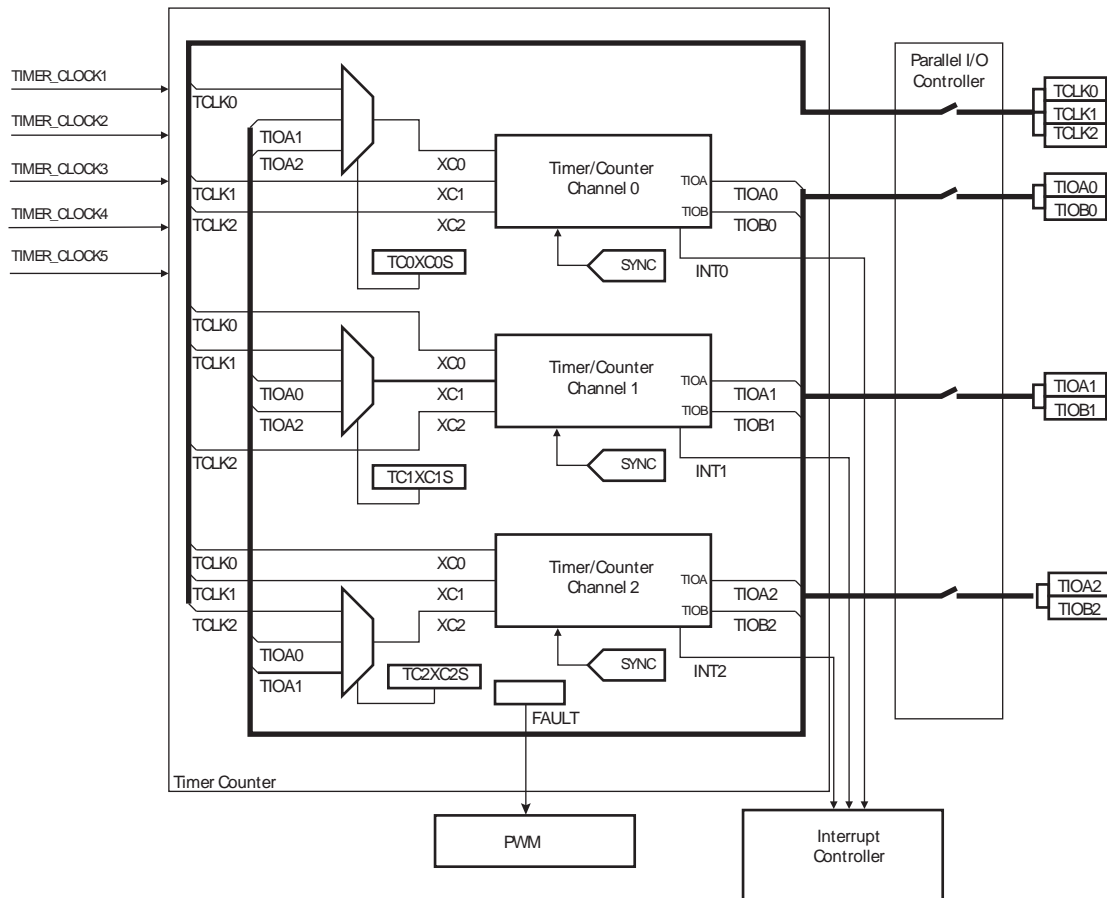 TIMER_CLOCK1
TIMER_CLOCK2
TIMER_CLOCK3
TIMER_CLOCK4
TIMER_CLOCK5
TCLK0
TIOA1
TIOA2
TCLK1
TCLK2
XC0
XC1
XC2
TC0XC0S
Timer/Counter
Channel 0
TIOA
TIOB
TIOA0
TIOB0
SYNC
INT0
TCLK0
TCLK1
TIOA0
TIOA2
TCLK2
XC0
XC1
XC2
TC1XC1S
Timer/Counter
Channel 1
TIOA
TIOB
TIOA1
TIOB1
SYNC
INT1
TCLK0
TCLK1
TCLK2
TIOA0
TIOA1
XC0
XC1
XC2
TC2XC2S
Timer/Counter
Channel 2
TIOA
TIOB
TIOA2
TIOB2
SYNC
INT2
FAULT
Timer Counter
PWM
Interrupt
Controller
Parallel I/O
Controller
TCLK0
TCLK1
TCLK2
TIOA0
TIOB0
TIOA1
TIOB1
TIOA2
TIOB2